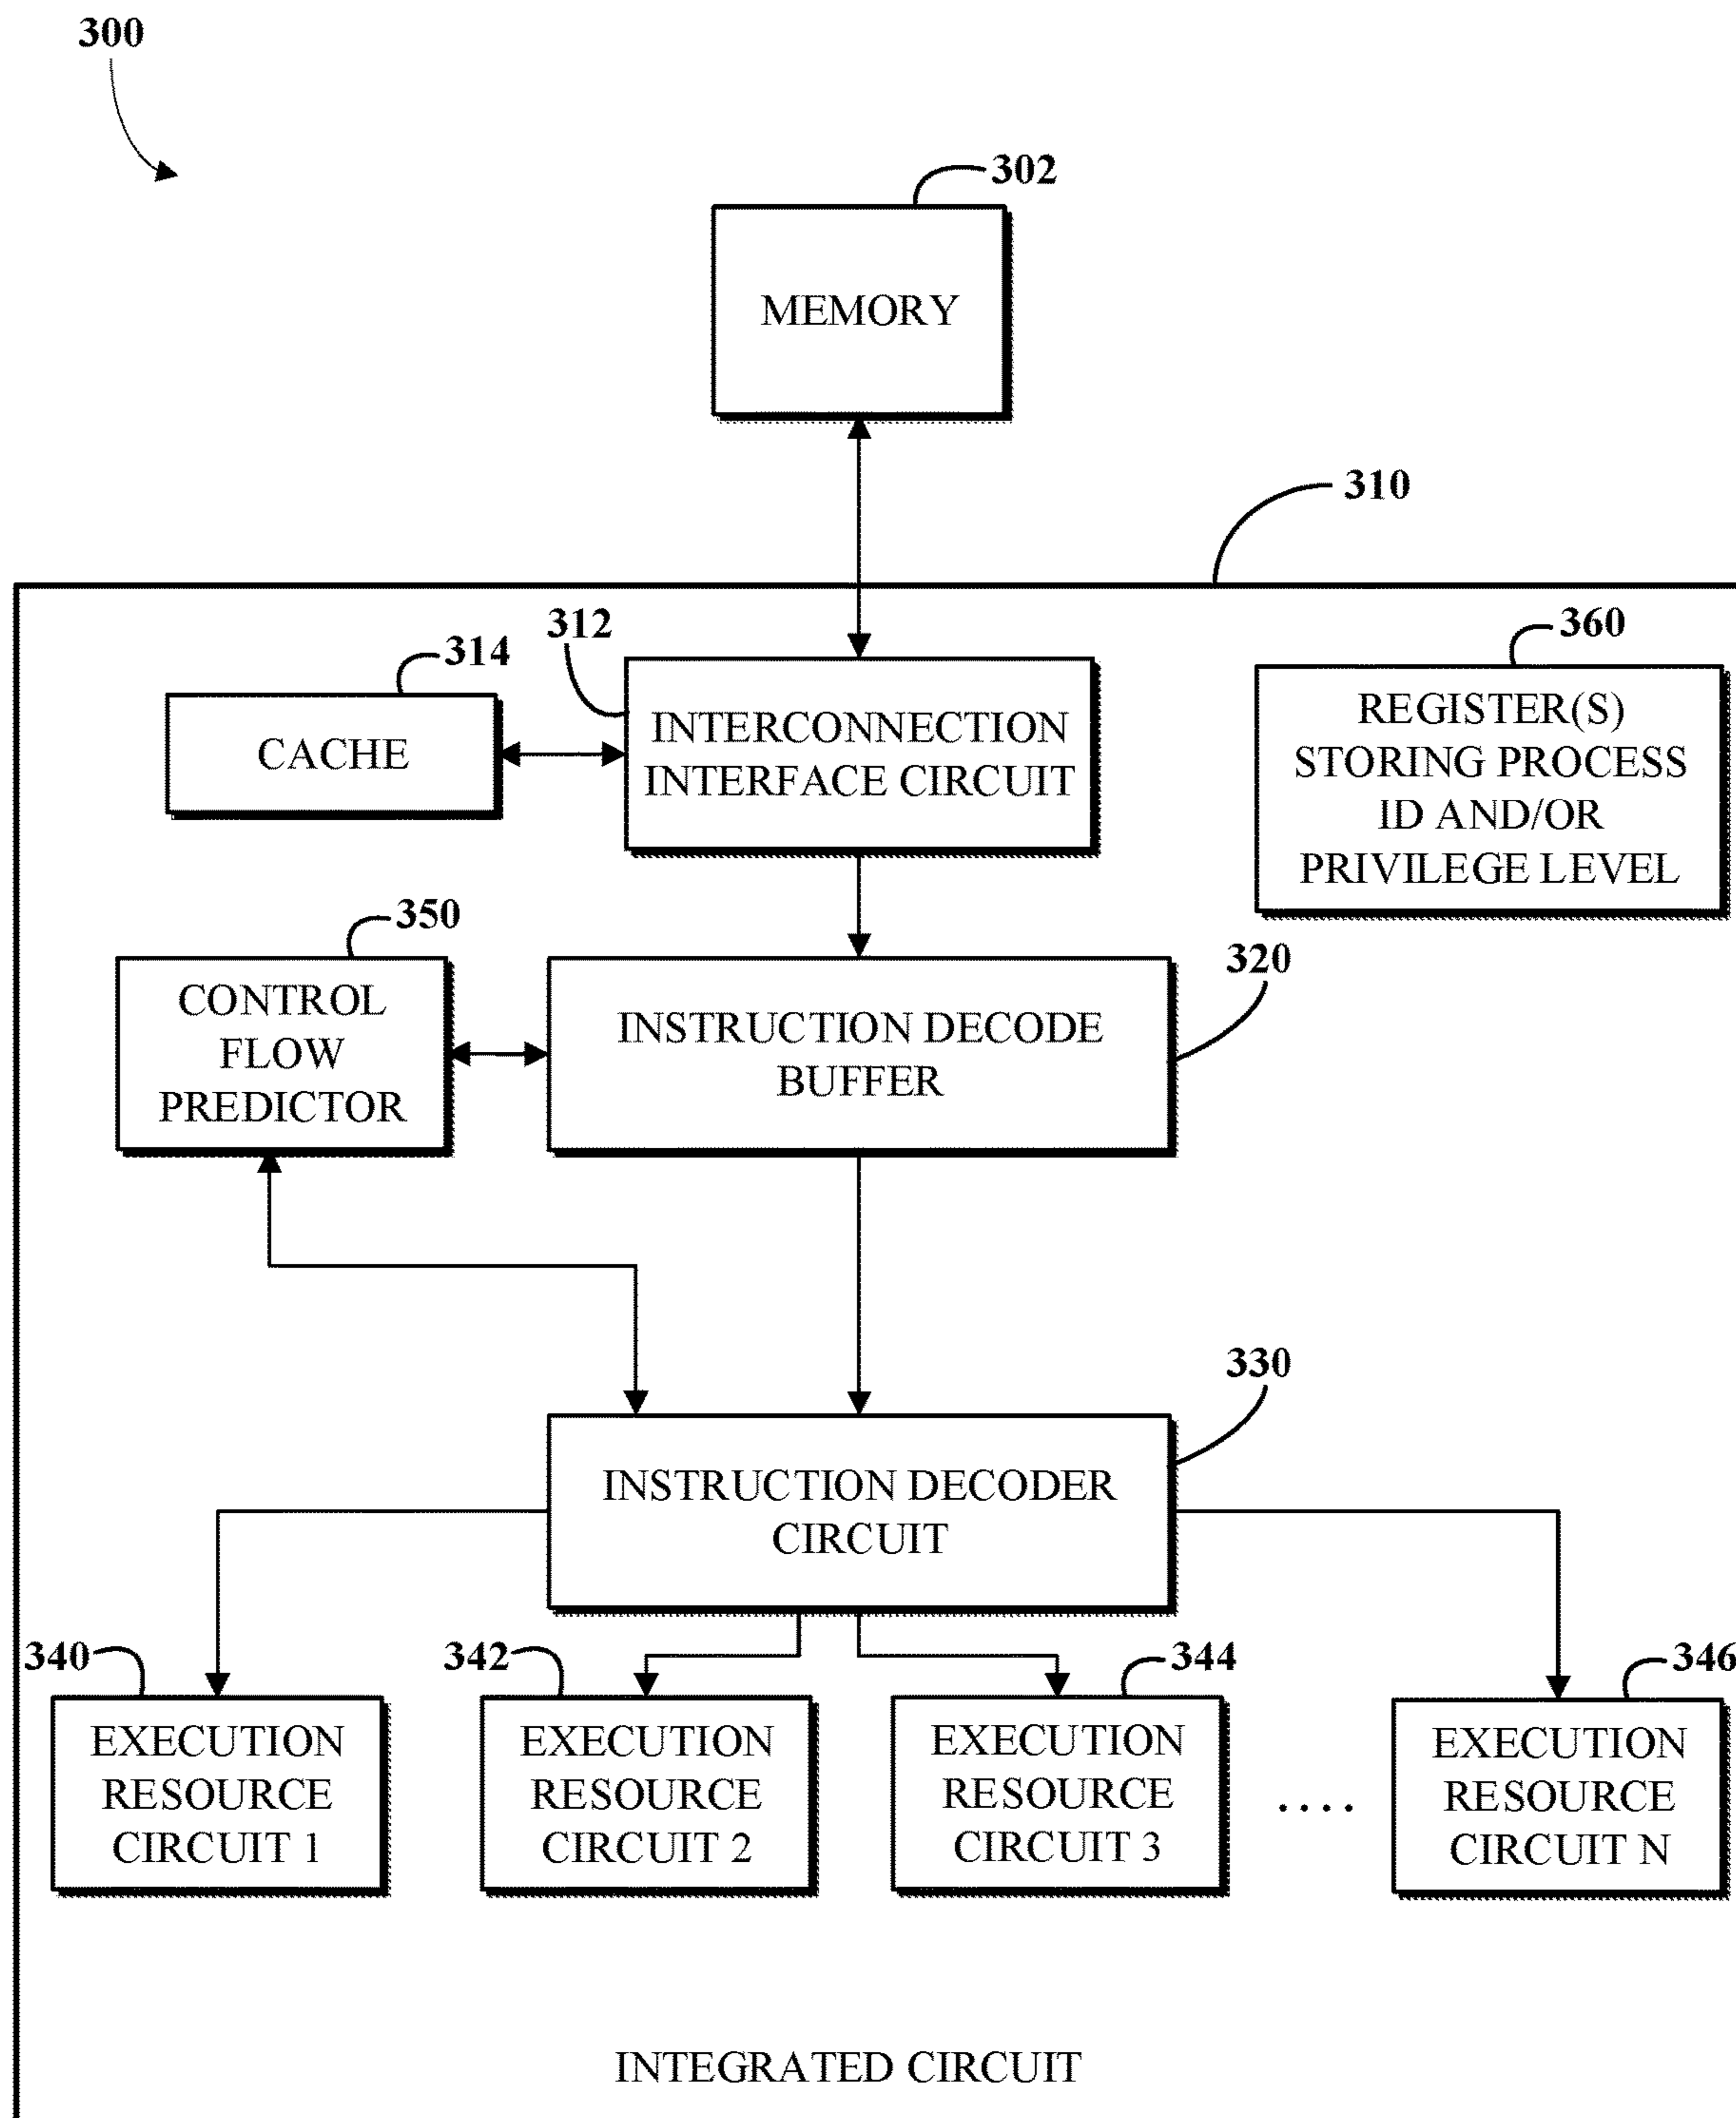 300
302
MEMORY
310
312
314
360
CACHE
INTERCONNECTION
INTERFACE CIRCUIT
REGISTER(S)
STORING PROCESS
ID AND/OR
PRIVILEGE LEVEL
350
320
CONTROL
FLOW
PREDICTOR
INSTRUCTION DECODE
BUFFER
330
INSTRUCTION DECODER
CIRCUIT
340
342
344
346
EXECUTION
RESOURCE
CIRCUIT 1
EXECUTION
RESOURCE
CIRCUIT 2
EXECUTION
RESOURCE
CIRCUIT 3
....
EXECUTION
RESOURCE
CIRCUIT N
INTEGRATED CIRCUIT